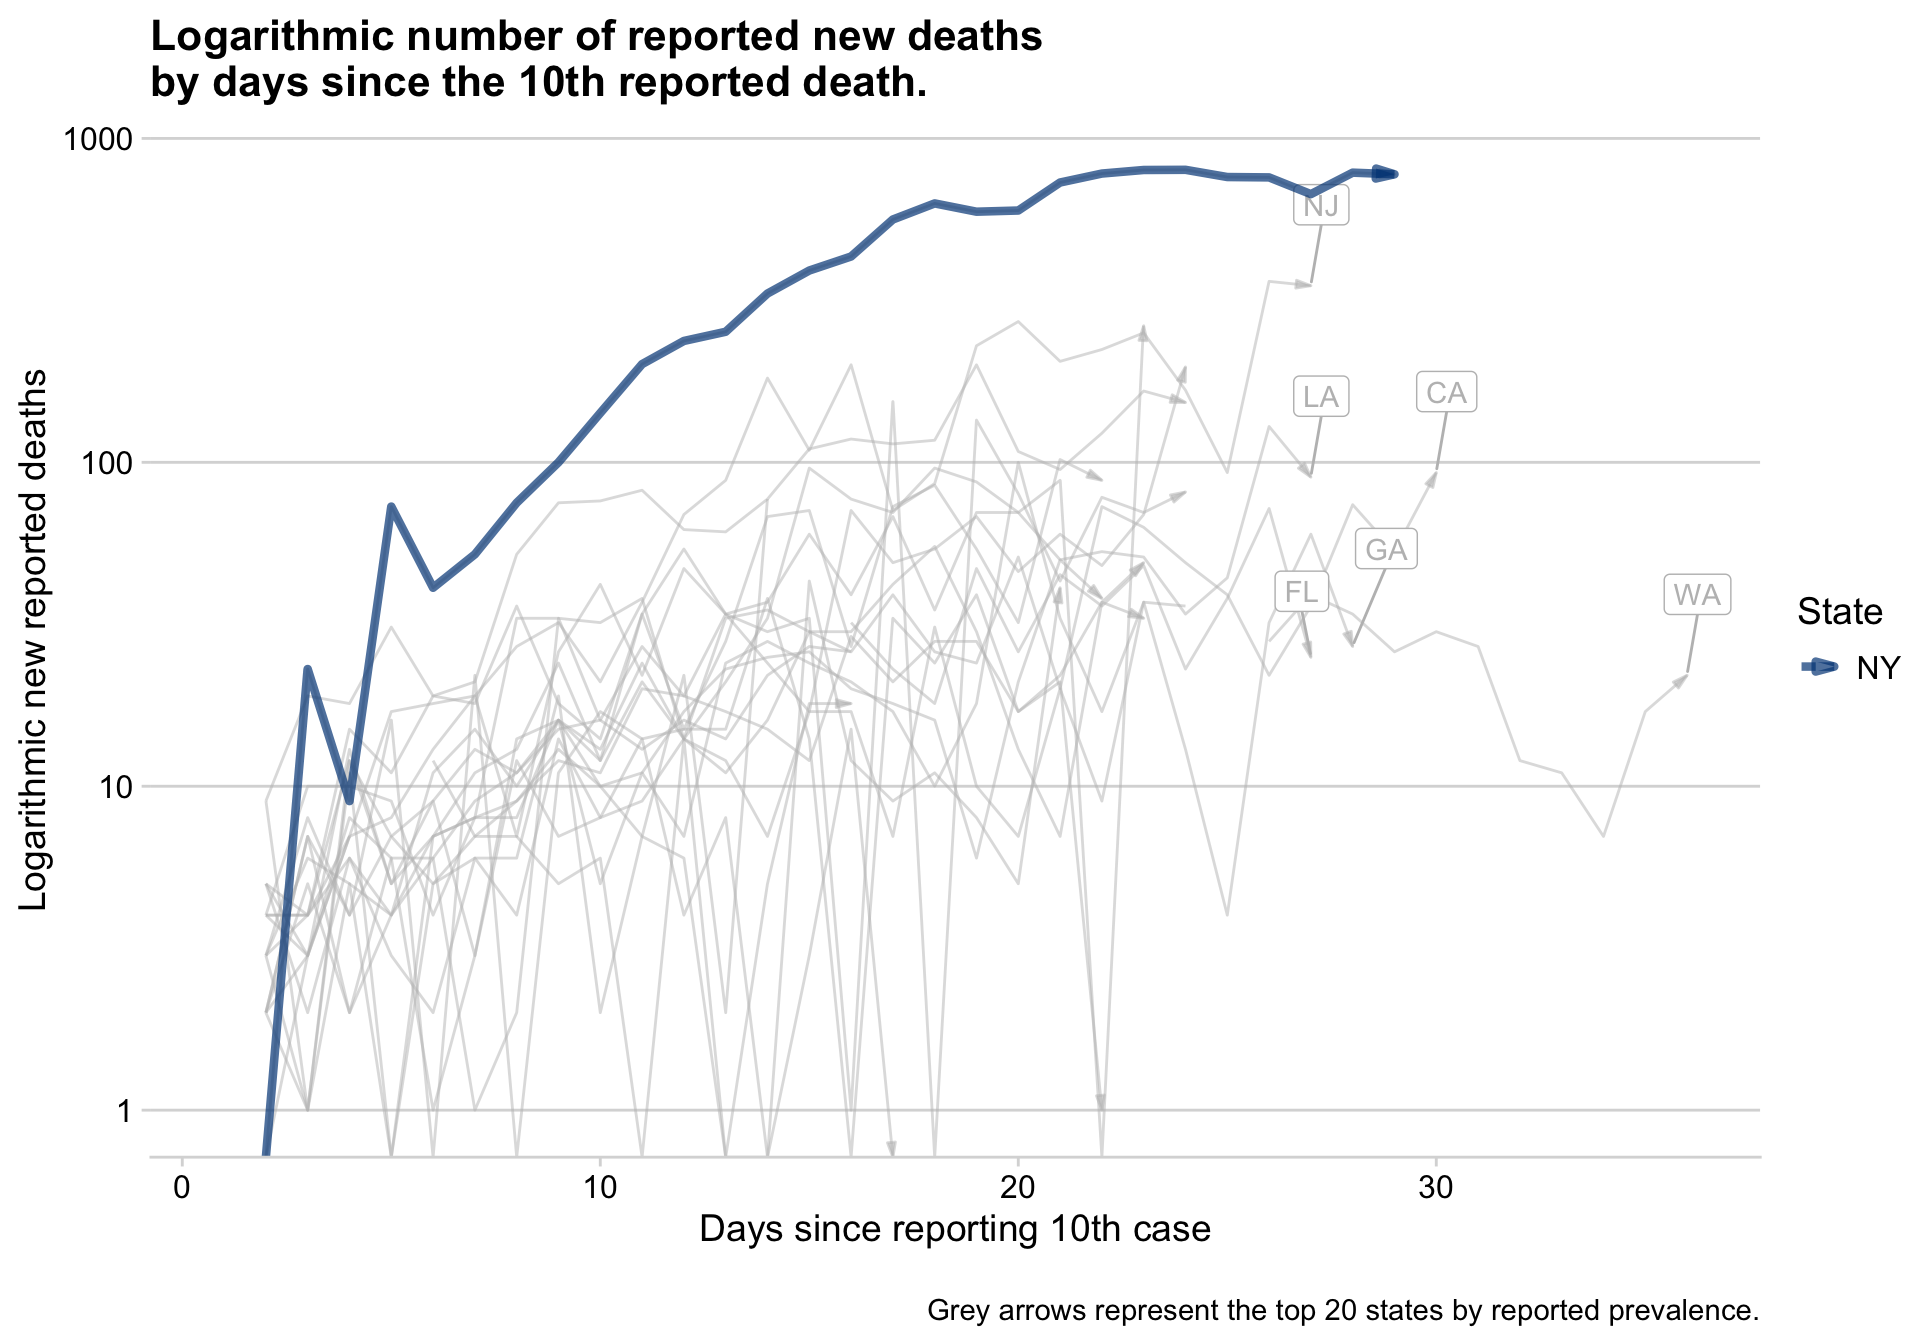 Logarithmic number of reported new deaths
by days since the 10th reported death.
Logarithmic new reported deaths
1000
100
10
1
NJ
LA
CA
GA
FL
WA
State
NY
0
10
20
30
Days since reporting 10th case
Grey arrows represent the top 20 states by reported prevalence.